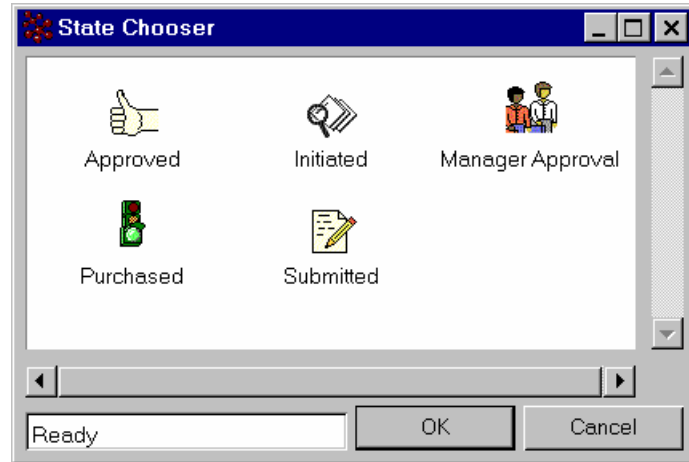 State Chooser
Approved Initiated Manager Approval
Purchased Submitted
Ready OK Cancel